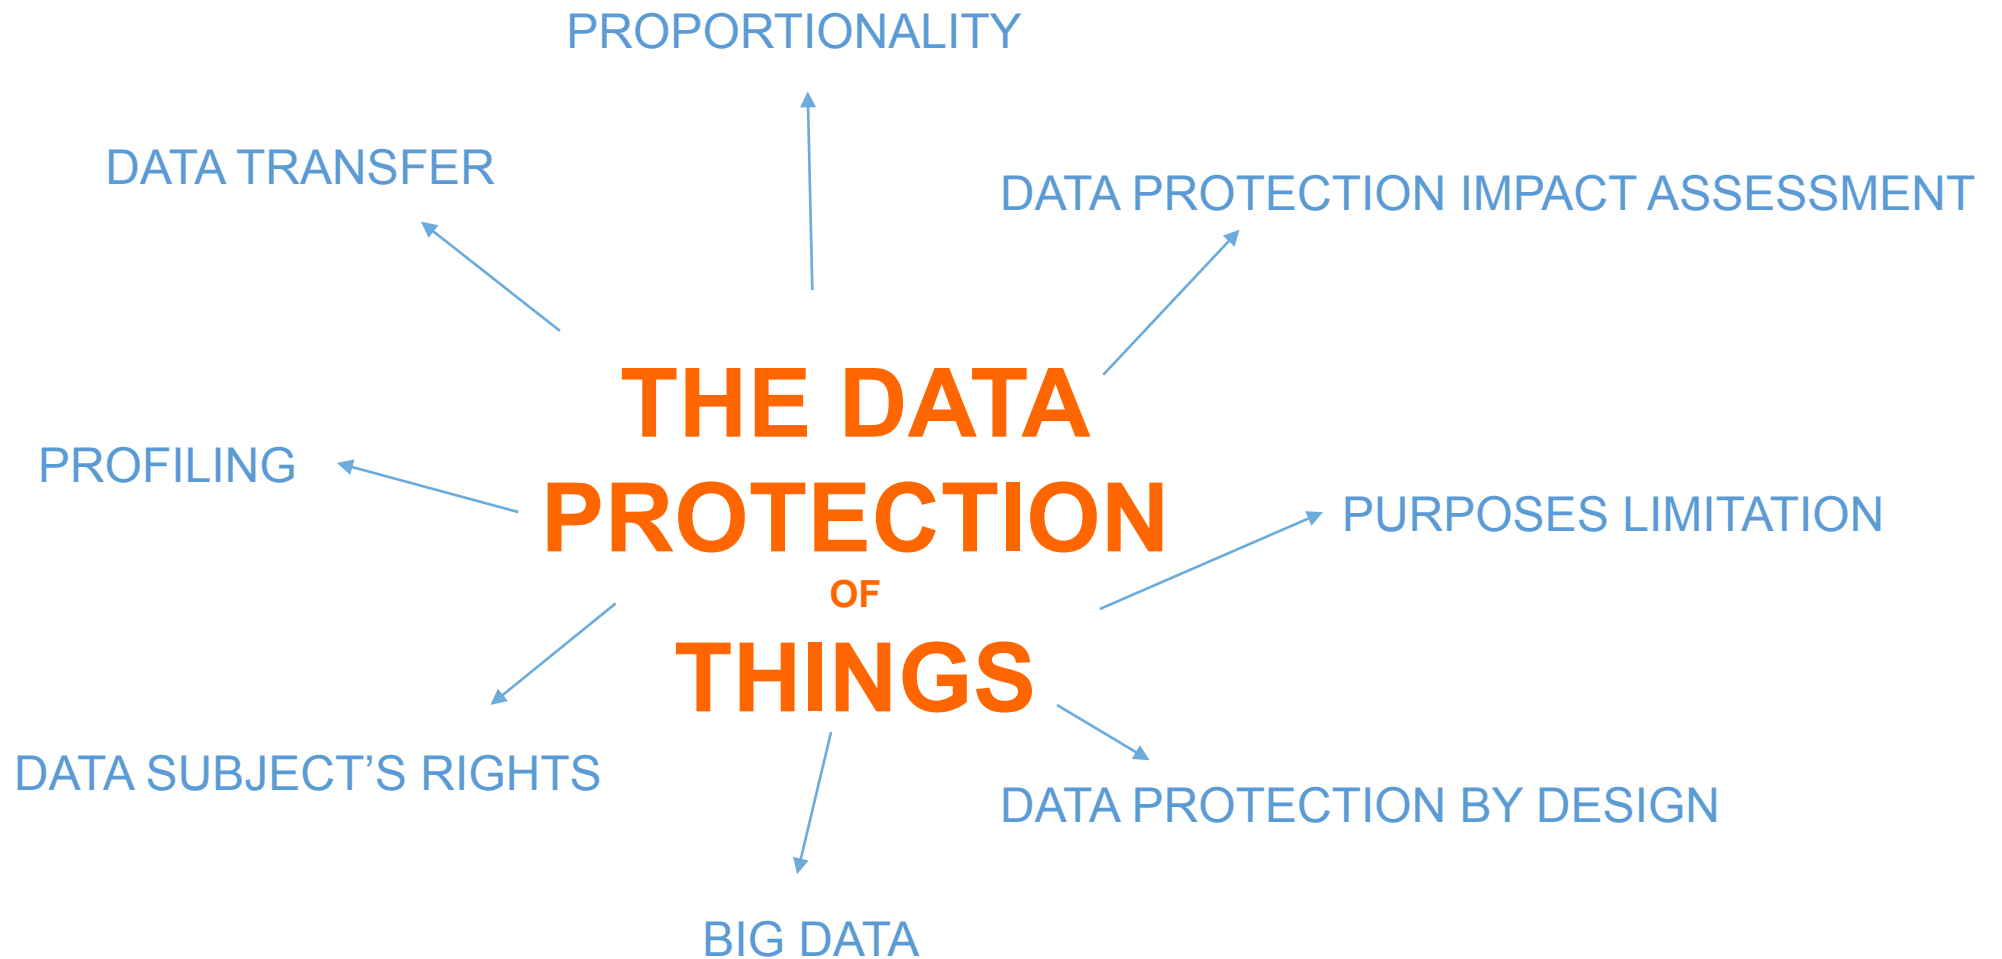 PROPORTIONALITY
DATA TRANSFER
DATA PROTECTION IMPACT ASSESSMENT
THE DATA
PROTECTION
OF
THINGS
PROFILING
PURPOSES LIMITATION
DATA SUBJECT’S RIGHTS
DATA PROTECTION BY DESIGN
BIG DATA